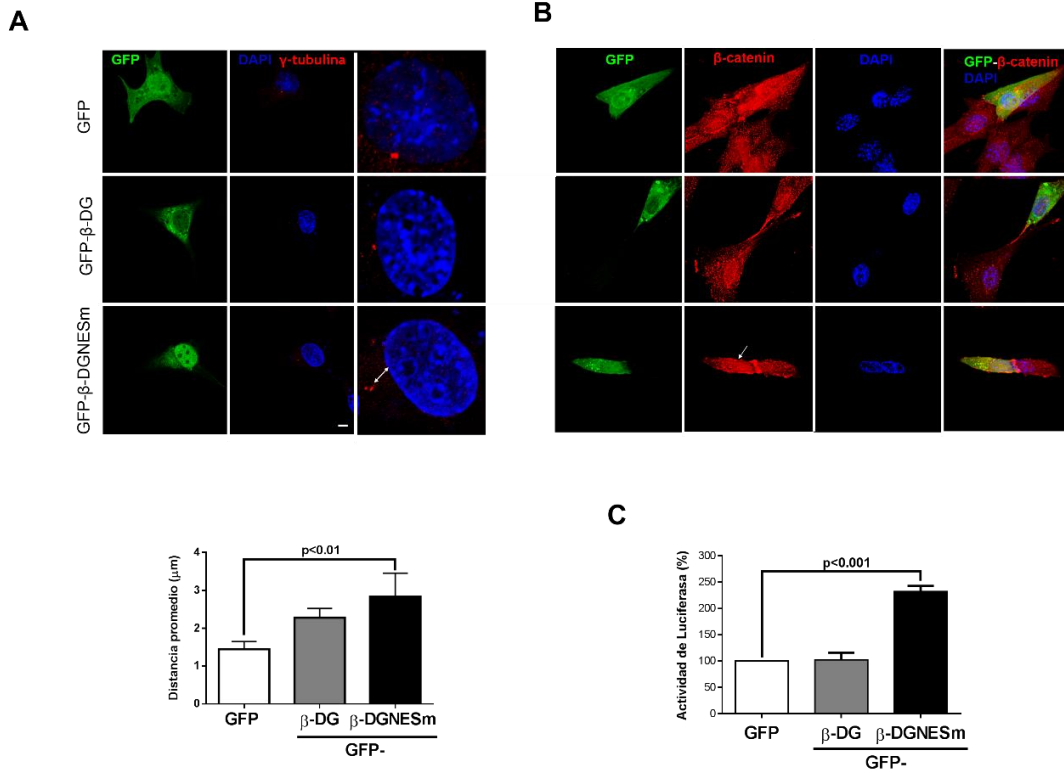 A
GFP
DAPI γ-tubulina
GFP
GFP-β-DG
GFP-β-DGNESm
B
GFP
β-catenin
DAPI
GFP-β-catenin
DAPI
Distancia promedio (μm)
4
3
2
1
0
p<0.01
GFP
β-DG
β-DGNESm
GFP-
C
Actividad de Luciferasa (%)
300
250
200
150
100
50
0
p<0.001
GFP
β-DG
β-DGNESm
GFP-